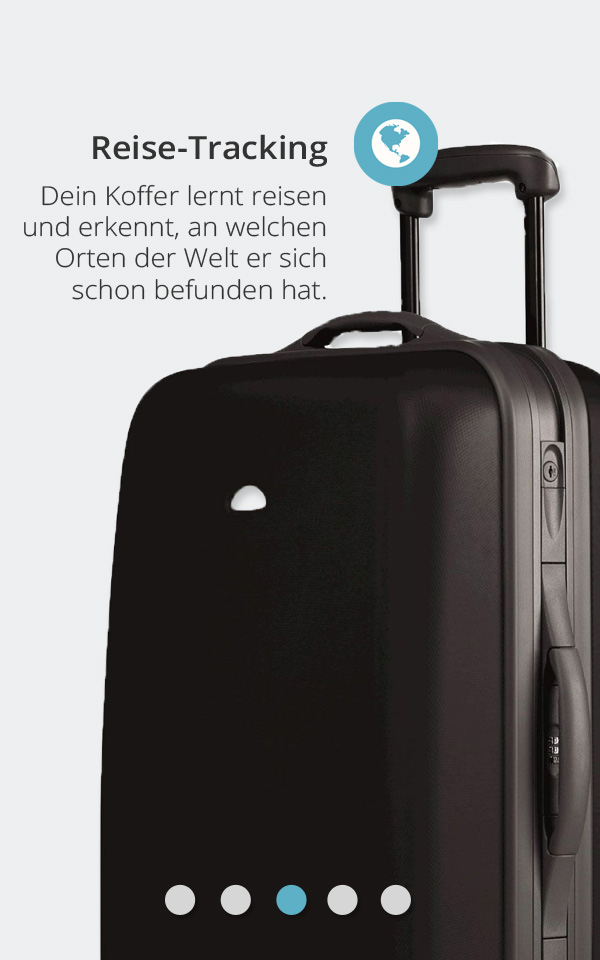 Reise-Tracking
Dein Koffer lernt reisen
und erkennt, an welchen
Orten der Welt er sich
schon befunden hat.